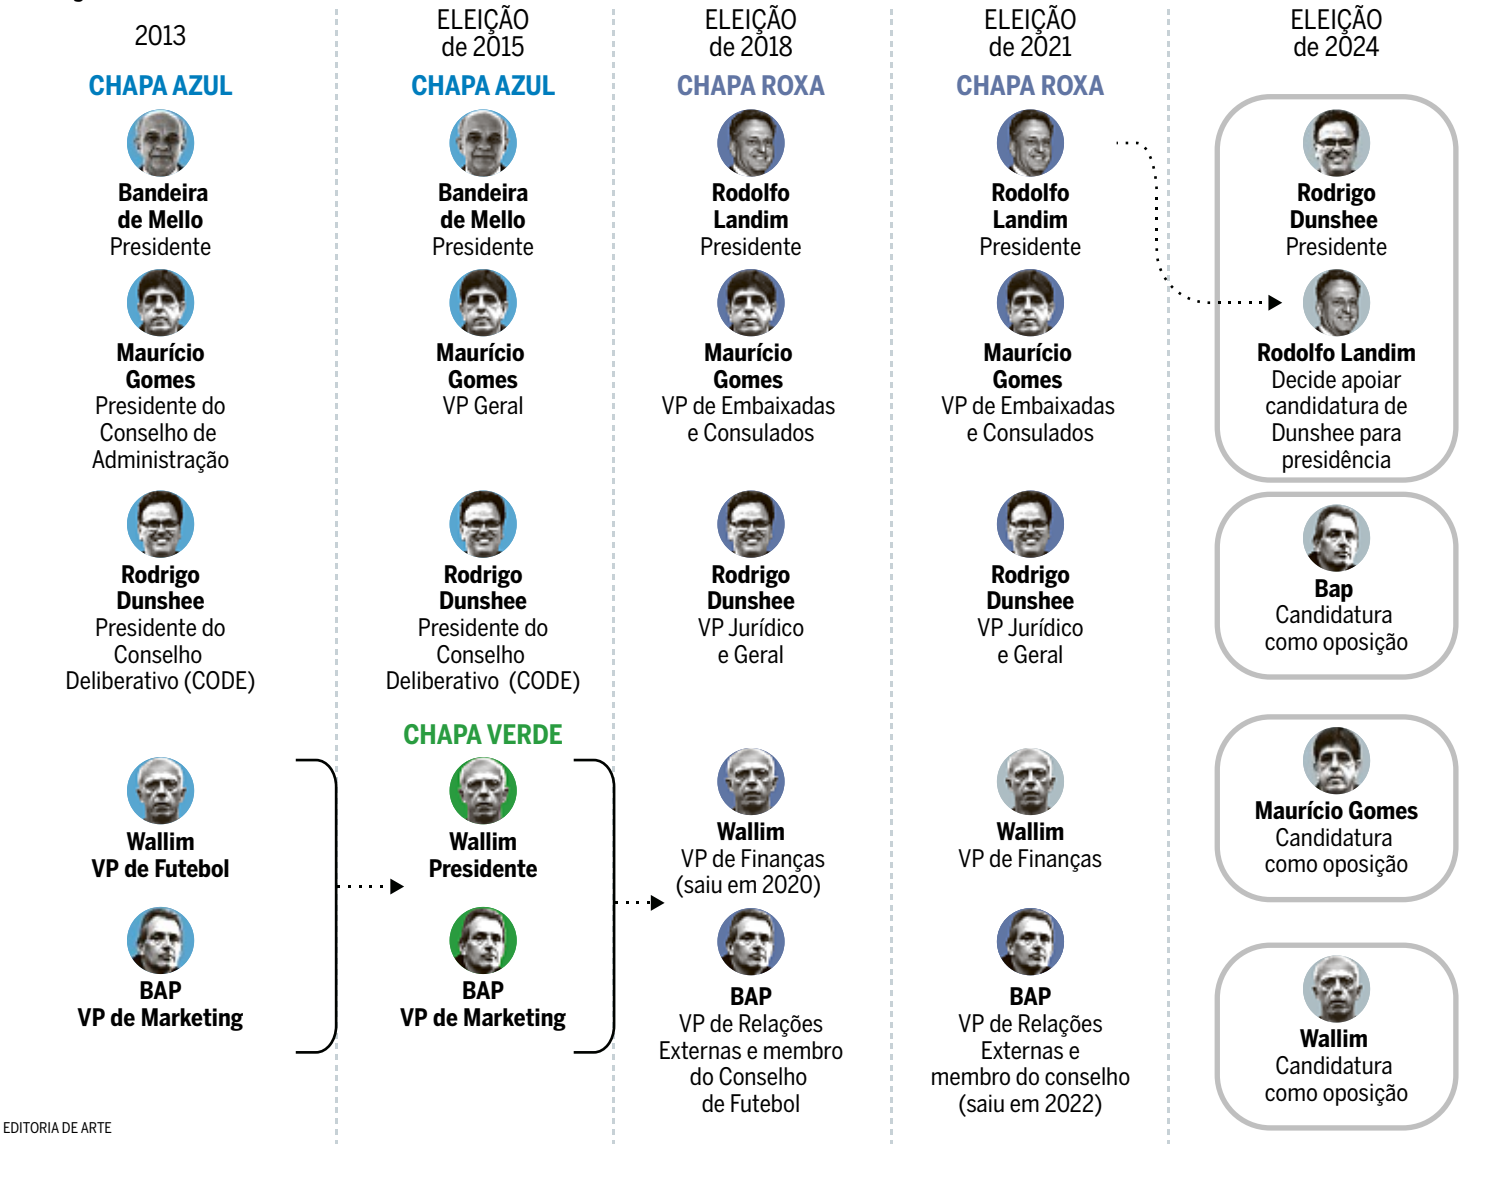 2013
CHAPA AZUL
Bandeira
de Mello
Presidente
Maurício
Gomes
Presidente do
Conselho de
Administração
Rodrigo
Dunshee
Presidente do
Conselho
Deliberativo (CODE)
Wallim
VP de Futebol
BAP
VP de Marketing
ELEIÇÃO
de 2015
CHAPA AZUL
Bandeira
de Mello
Presidente
Maurício
Gomes
VP Geral
Rodrigo
Dunshee
Presidente do
Conselho
Deliberativo (CODE)
CHAPA VERDE
Wallim
Presidente
BAP
VP de Marketing
ELEIÇÃO
de 2018
CHAPA ROXA
Rodolfo
Landim
Presidente
Maurício
Gomes
VP de Embaixadas
e Consulados
Rodrigo
Dunshee
VP Jurídico
e Geral
Wallim
VP de Finanças
(saiu em 2020)
BAP
VP de Relações
Externas e membro
do Conselho
de Futebol
ELEIÇÃO
de 2021
CHAPA ROXA
Rodolfo
Landim
Presidente
Maurício
Gomes
VP de Embaixadas
e Consulados
Rodrigo
Dunshee
VP Jurídico
e Geral
Wallim
VP de Finanças
BAP
VP de Relações
Externas e
membro do conselho
(saiu em 2022)
ELEIÇÃO
de 2024
Rodrigo
Dunshee
Presidente
Rodolfo Landim
Decide apoiar
candidatura de
Dunshee para
presidência
Bap
Candidatura
como oposição
Maurício Gomes
Candidatura
como oposição
Wallim
Candidatura
como oposição
EDITORIA DE ARTE